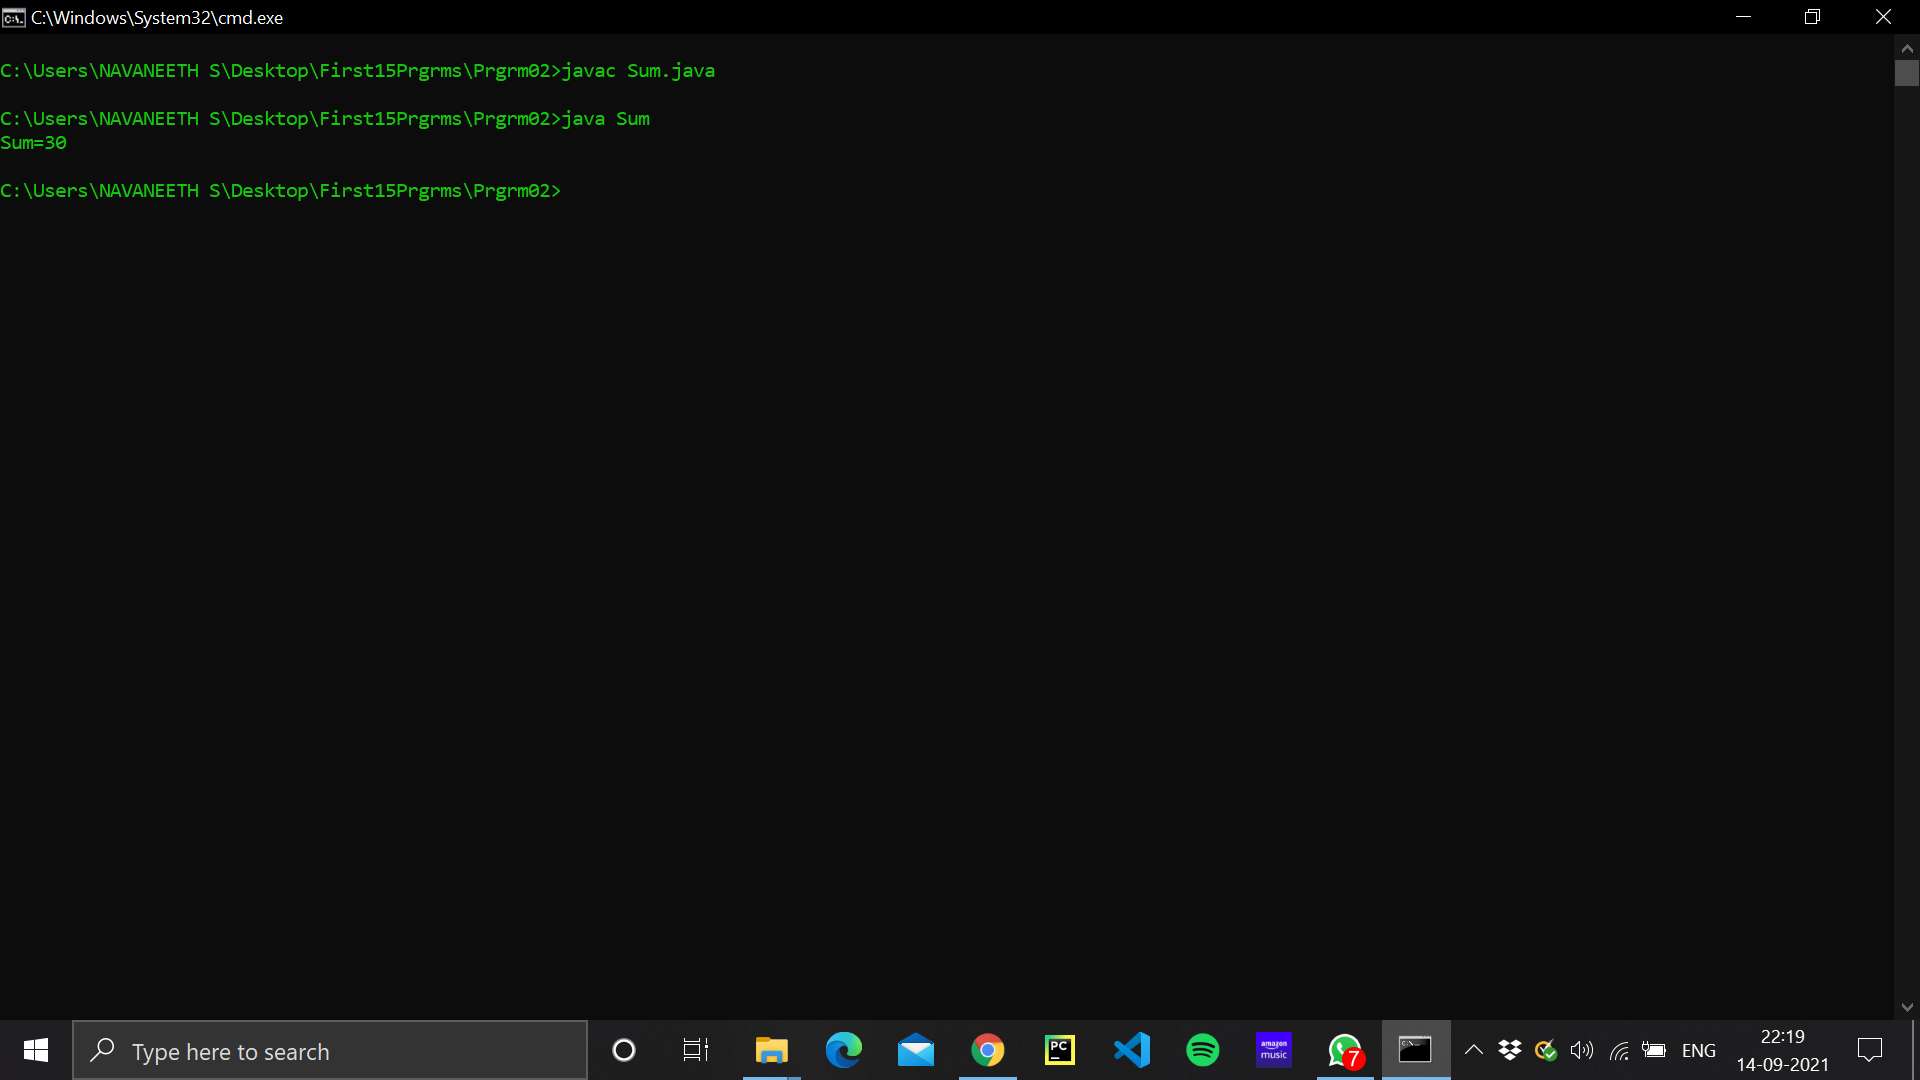 C:\Windows\System32\cmd.exe
C:\Users\NAVANEETH S\Desktop\First15Prgrms\Prgrm02>javac Sum.java
C:\Users\NAVANEETH S\Desktop\First15Prgrms\Prgrm02>java Sum
Sum=30
C:\Users\NAVANEETH S\Desktop\First15Prgrms\Prgrm02>
Type here to search
PC
amazon
music
7
ENG
22:19
14-09-2021